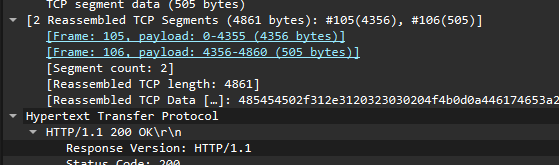 TCP segment data (505 bytes)
[2 Reassembled TCP Segments (4861 bytes): #105(4356), #106(505)]
[Frame: 105, payload: 0-4355 (4356 bytes)]
[Frame: 106, payload: 4356-4860 (505 bytes)]
[Segment count: 2]
[Reassembled TCP length: 4861]
[Reassembled TCP Data […]: 485454502f312e3120323030204f4b0d0a446174653a2
Hypertext Transfer Protocol
HTTP/1.1 200 OK\r\n
Response Version: HTTP/1.1
Status Code: 200